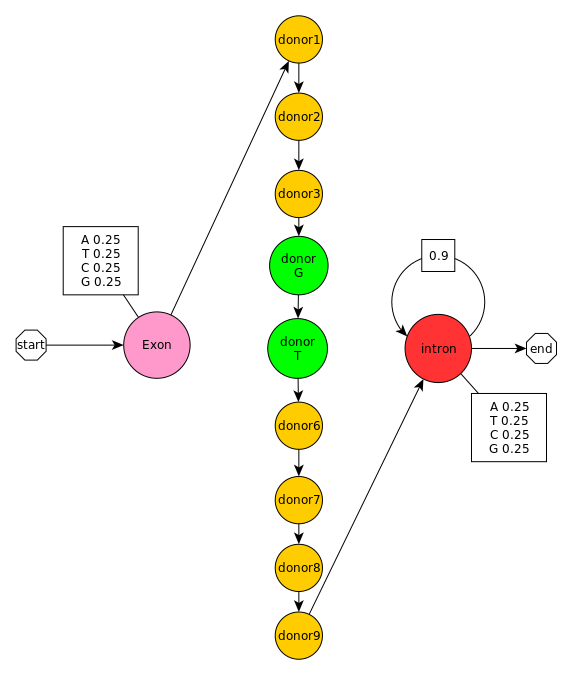 start
A 0.25
T 0.25
C 0.25
G 0.25
Exon
donor1
donor2
donor3
donor
G
donor
T
donor6
donor7
donor8
donor9
0.9
intron
A 0.25
T 0.25
C 0.25
G 0.25
end